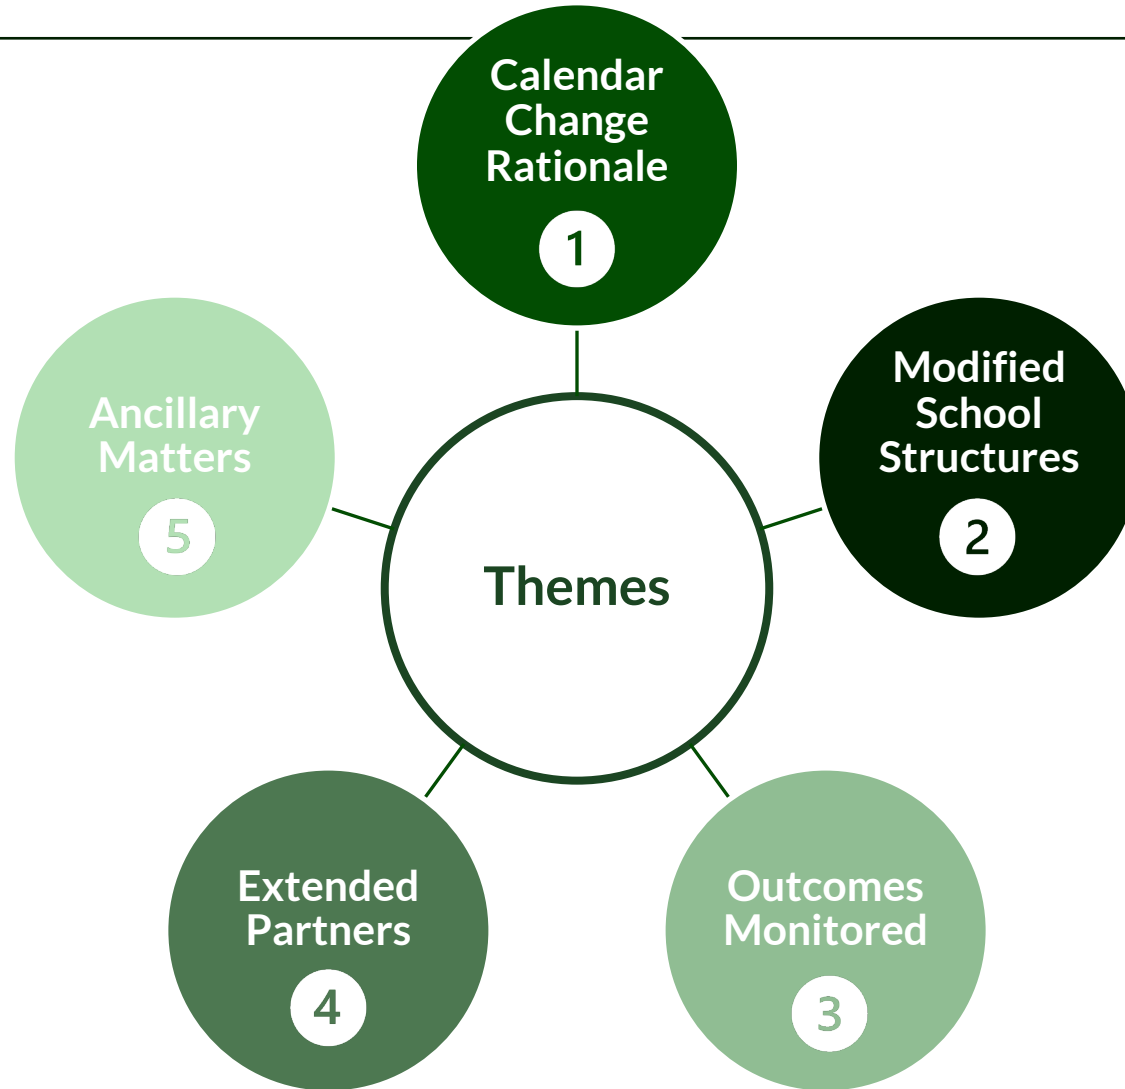 Calendar
Change
Rationale
1
Modified
School
Structures
2
Outcomes
Monitored
3
Extended
Partners
4
Ancillary
Matters
5
Themes